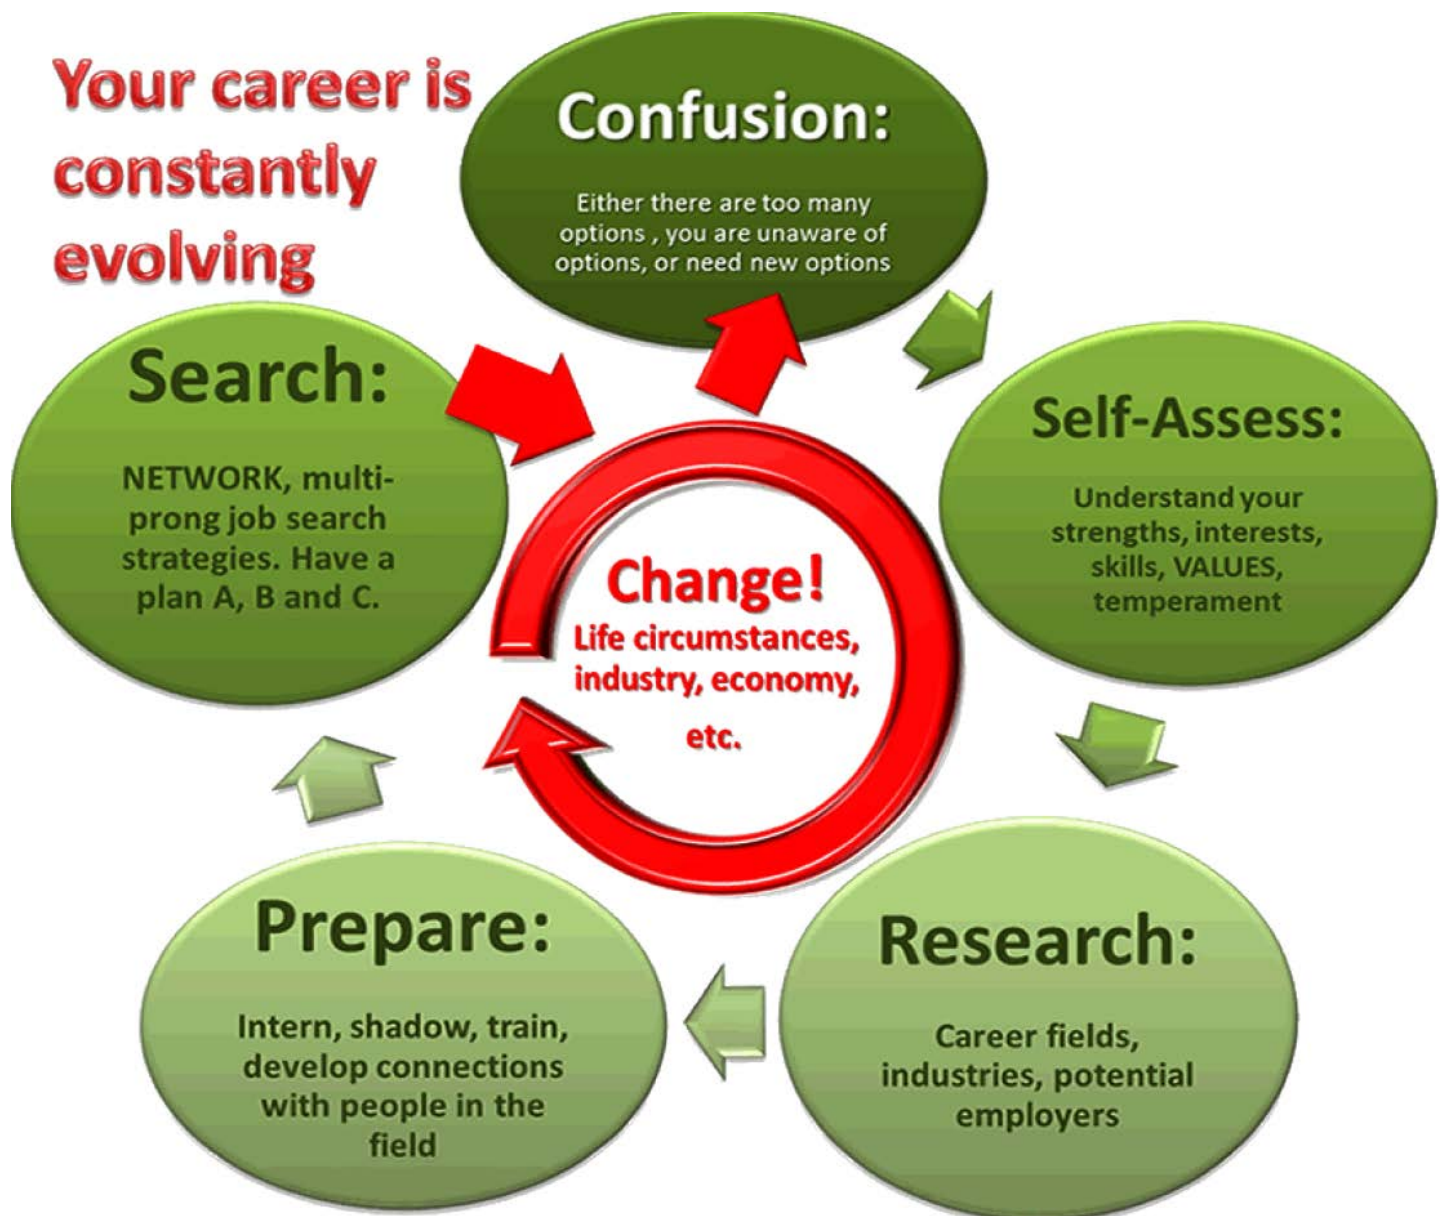 Your career is
constantly
evolving
Confusion:
Either there are too many
options , you are unaware of
options, or need new options
Self-Assess:
Understand your
strengths, interests,
skills, VALUES,
temperament
Research:
Career fields,
industries, potential
employers
Prepare:
Intern, shadow, train,
develop connections
with people in the
field
Search:
NETWORK, multi-
prong job search
strategies. Have a
plan A, B and C.
Change!
Life circumstances,
industry, economy,
etc.